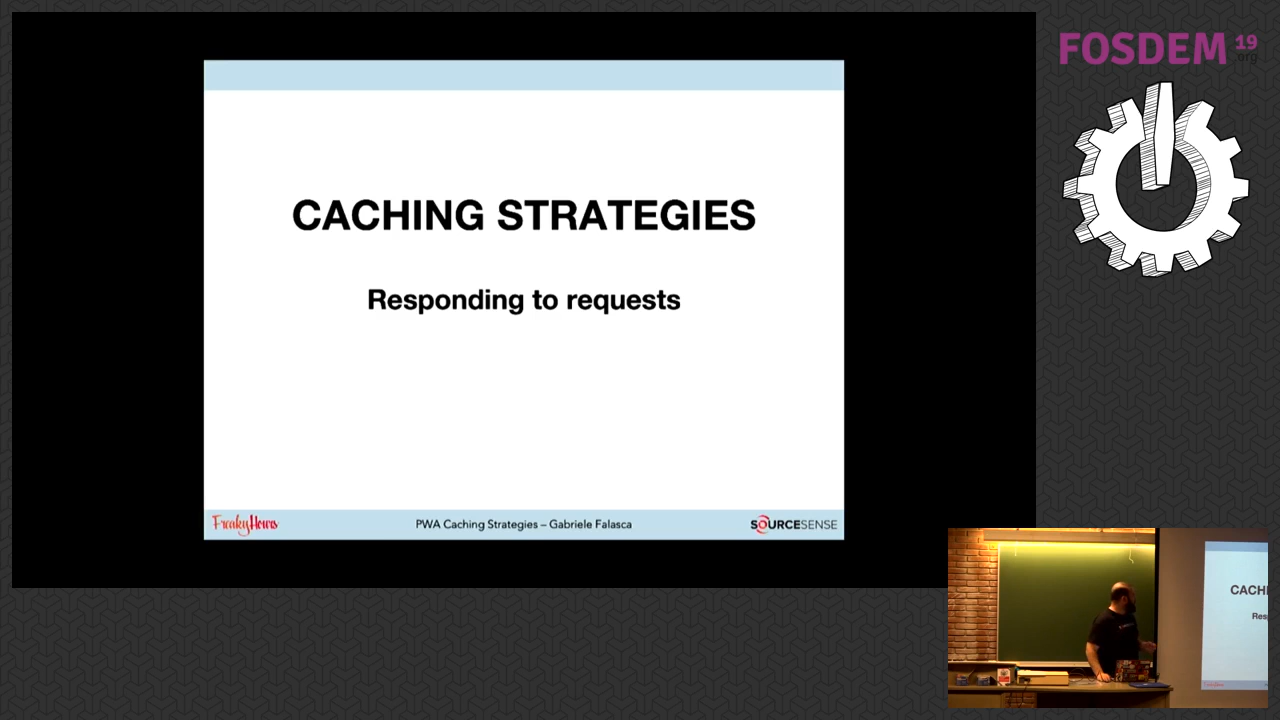 FOSDEM 19
.org
CACHING STRATEGIES
Responding to requests
FreakyHours
PWA Caching Strategies – Gabriele Falasca
SOURCESENSE
CACHI
Res